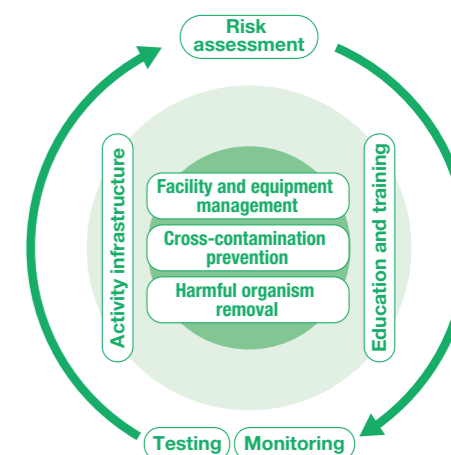 Risk
assessment
Activity infrastructure
Facility and equipment
management
Cross-contamination
prevention
Harmful organism
removal
Education and training
Testing
Monitoring